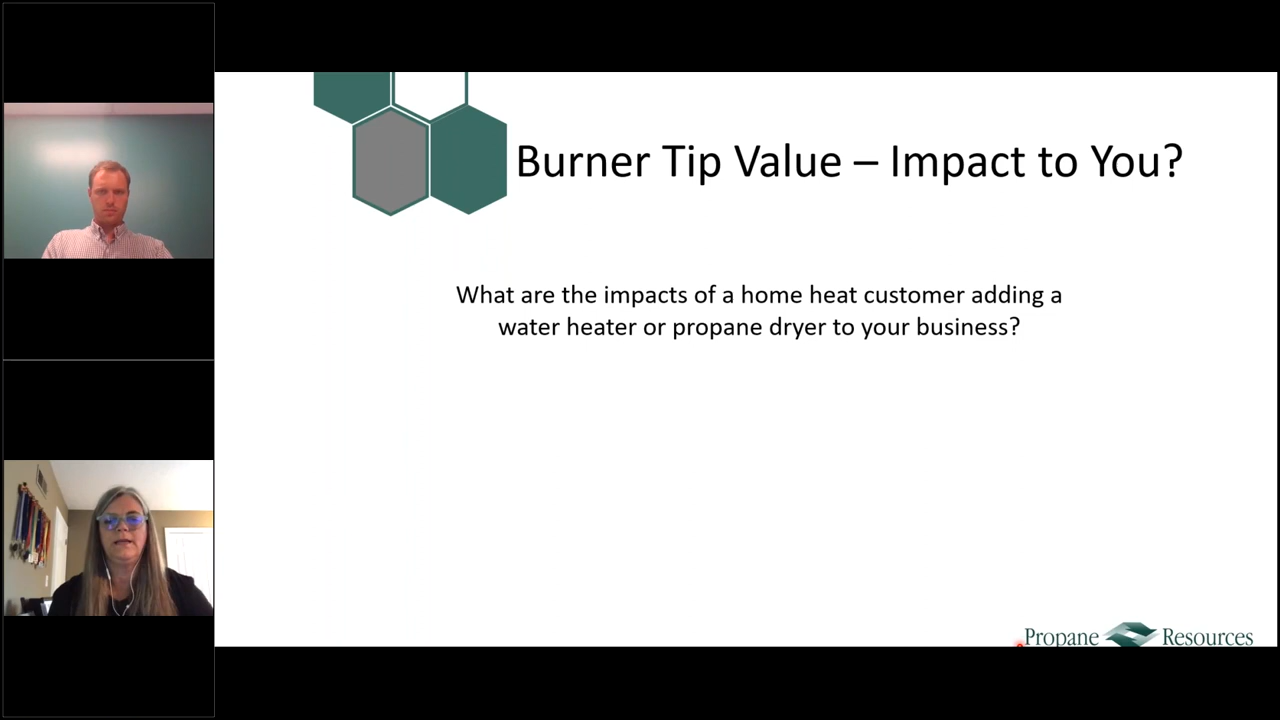 Burner Tip Value – Impact to You?
What are the impacts of a home heat customer adding a
water heater or propane dryer to your business?
Propane Resources